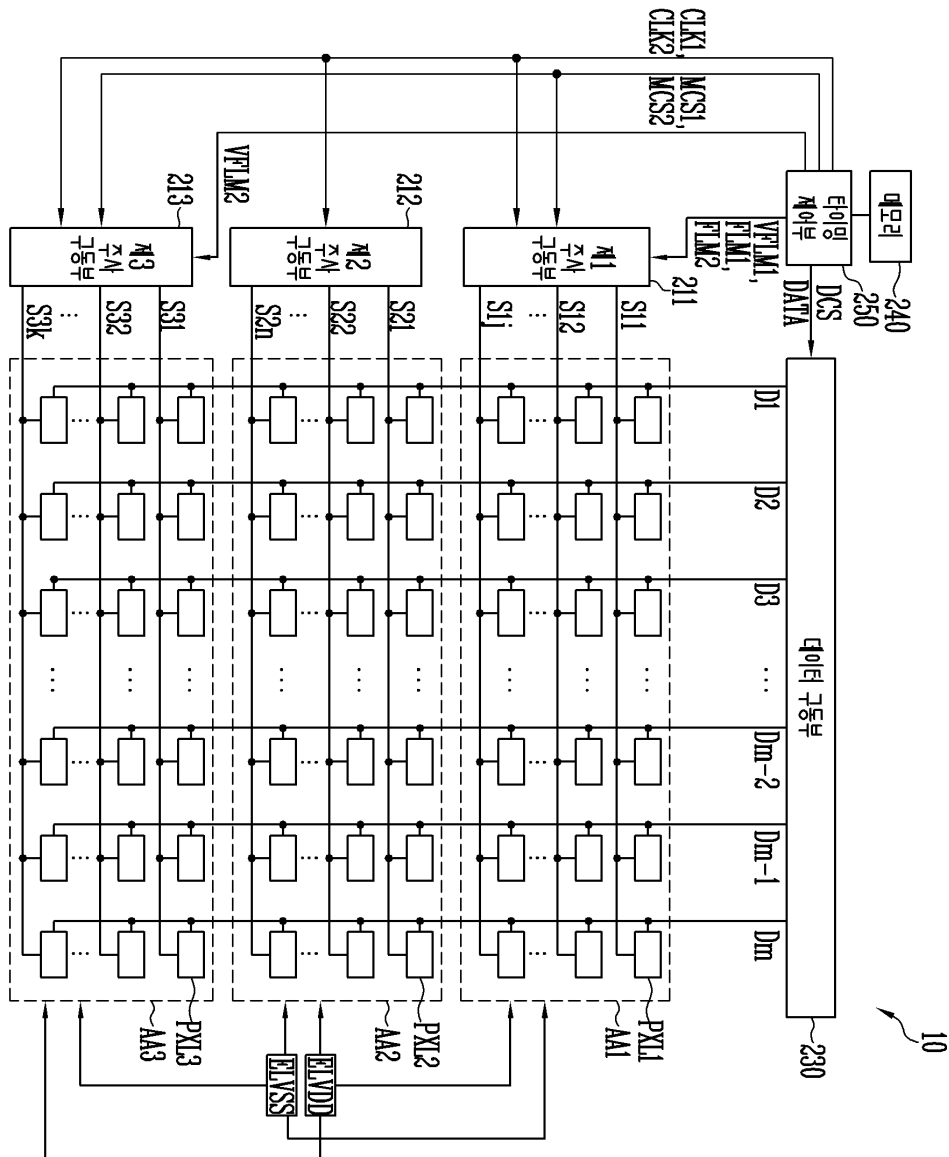 10
230
데이터 구동부
메모리
240
타이밍
제어부
250
DCS
DATA
D1
D2
D3
...
Dm-2
Dm-1
Dm
CLK1,
CLK2
MCS1,
MCS2
VFLM1,
FLM1,
FLM2
제1
주사
구동부
211
S11
S12
...
S1j
PXL1
AA1
212
제2
주사
구동부
S21
S22
...
S2n
PXL2
AA2
ELVDD
ELVSS
VFLM2
213
제3
주사
구동부
S31
S32
...
S3k
PXL3
AA3